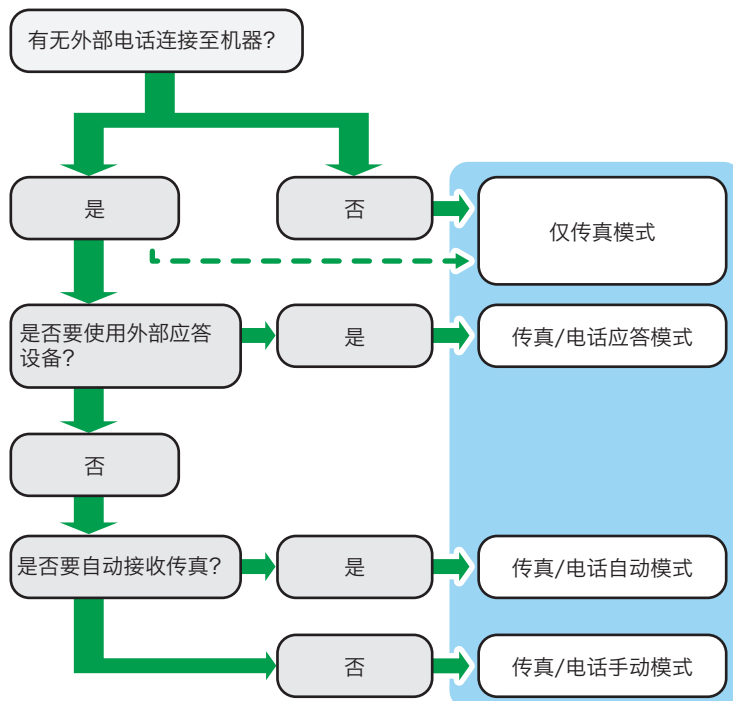 有无外部电话连接至机器?
是
否
仅传真模式
是否要使用外部应答
设备?
是
传真/电话应答模式
否
是否要自动接收传真?
是
传真/电话自动模式
否
传真/电话手动模式